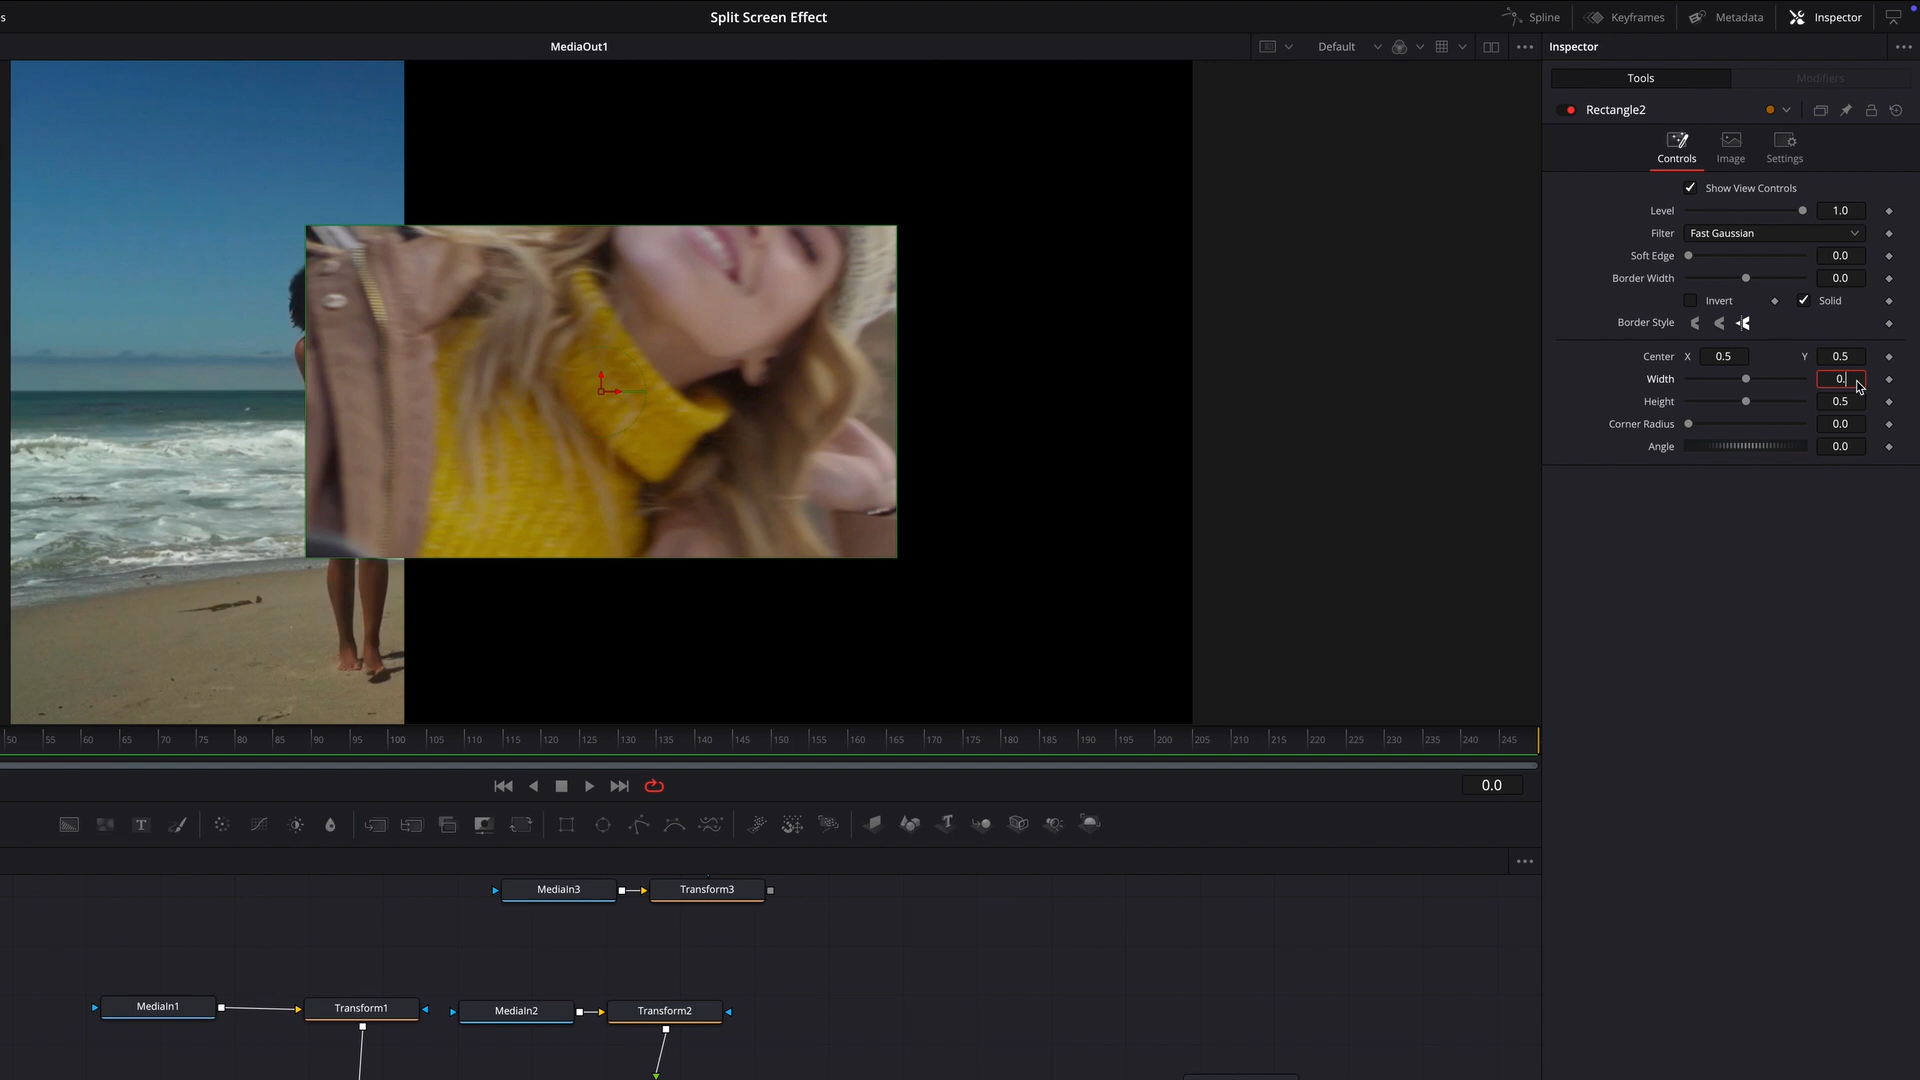 s
Split Screen Effect
Spline
Keyframes
Metadata
Inspector
MediaOut1
Default
Inspector
Tools
Modifiers
Rectangle2
Controls
Image
Settings
Show View Controls
Level 1.0
Filter Fast Gaussian
Soft Edge 0.0
Border Width 0.0
Invert Solid
Border Style
Center X 0.5 Y 0.5
Width 0.
Height 0.5
Corner Radius 0.0
Angle 0.0
50 55 60 65 70 75 80 85 90 95 100 105 110 115 120 125 130 135 140 145 150 155 160 165 170 175 180 185 190 195 200 205 210 215 220 225 230 235 240 245
0.0
T
T
MediaIn3
Transform3
MediaIn1
Transform1
MediaIn2
Transform2